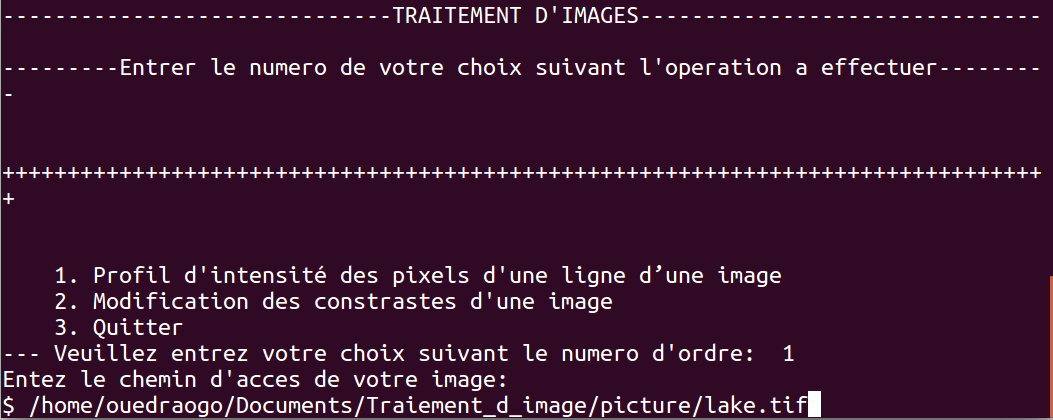 ------------------------------TRAITEMENT D'IMAGES-------------------------------
---------Entrer le numero de votre choix suivant l'operation a effectuer--------
-
++++++++++++++++++++++++++++++++++++++++++++++++++++++++++++++++++++++++++++++++
+
1. Profil d'intensité des pixels d'une ligne d’une image
2. Modification des constrastes d'une image
3. Quitter
--- Veuillez entrez votre choix suivant le numero d'ordre:  1
Entez le chemin d'acces de votre image:
$ /home/ouedraogo/Documents/Traiement_d_image/picture/lake.tif